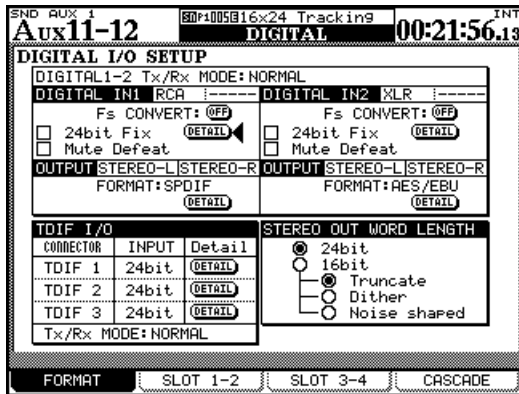 SND AUX 1
AUX11-12
SNP:1005B16x24 Tracking
DIGITAL
INT
00:21:56.13
DIGITAL I/O SETUP
DIGITAL1-2 Tx/Rx MODE:NORMAL
DIGITAL IN1 RCA :-----
DIGITAL IN2 XLR :-----
Fs CONVERT: OFF
Fs CONVERT: OFF
24bit Fix DETAIL
24bit Fix DETAIL
Mute Defeat
Mute Defeat
OUTPUT STEREO-L STEREO-R
OUTPUT STEREO-L STEREO-R
FORMAT:SPDIF
FORMAT:AES/EBU
DETAIL
DETAIL
TDIF I/O
CONNECTOR INPUT Detail
TDIF 1 24bit DETAIL
TDIF 2 24bit DETAIL
TDIF 3 24bit DETAIL
Tx/Rx MODE:NORMAL
STEREO OUT WORD LENGTH
24bit
16bit
Truncate
Dither
Noise shaped
FORMAT SLOT 1-2 SLOT 3-4 CASCADE